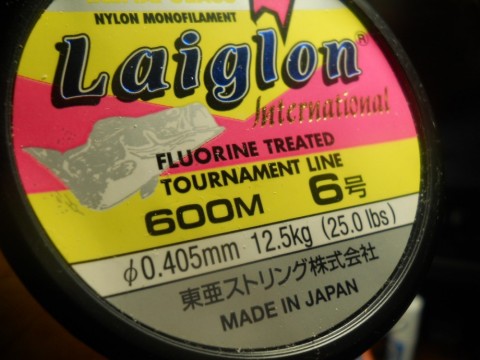 NYLON MONOFILAMENT
Laiglon®
International
FLUORINE TREATED
TOURNAMENT LINE
600M 6号
φ0.405mm 12.5kg (25.0 lbs)
東亜ストリング株式会社
MADE IN JAPAN